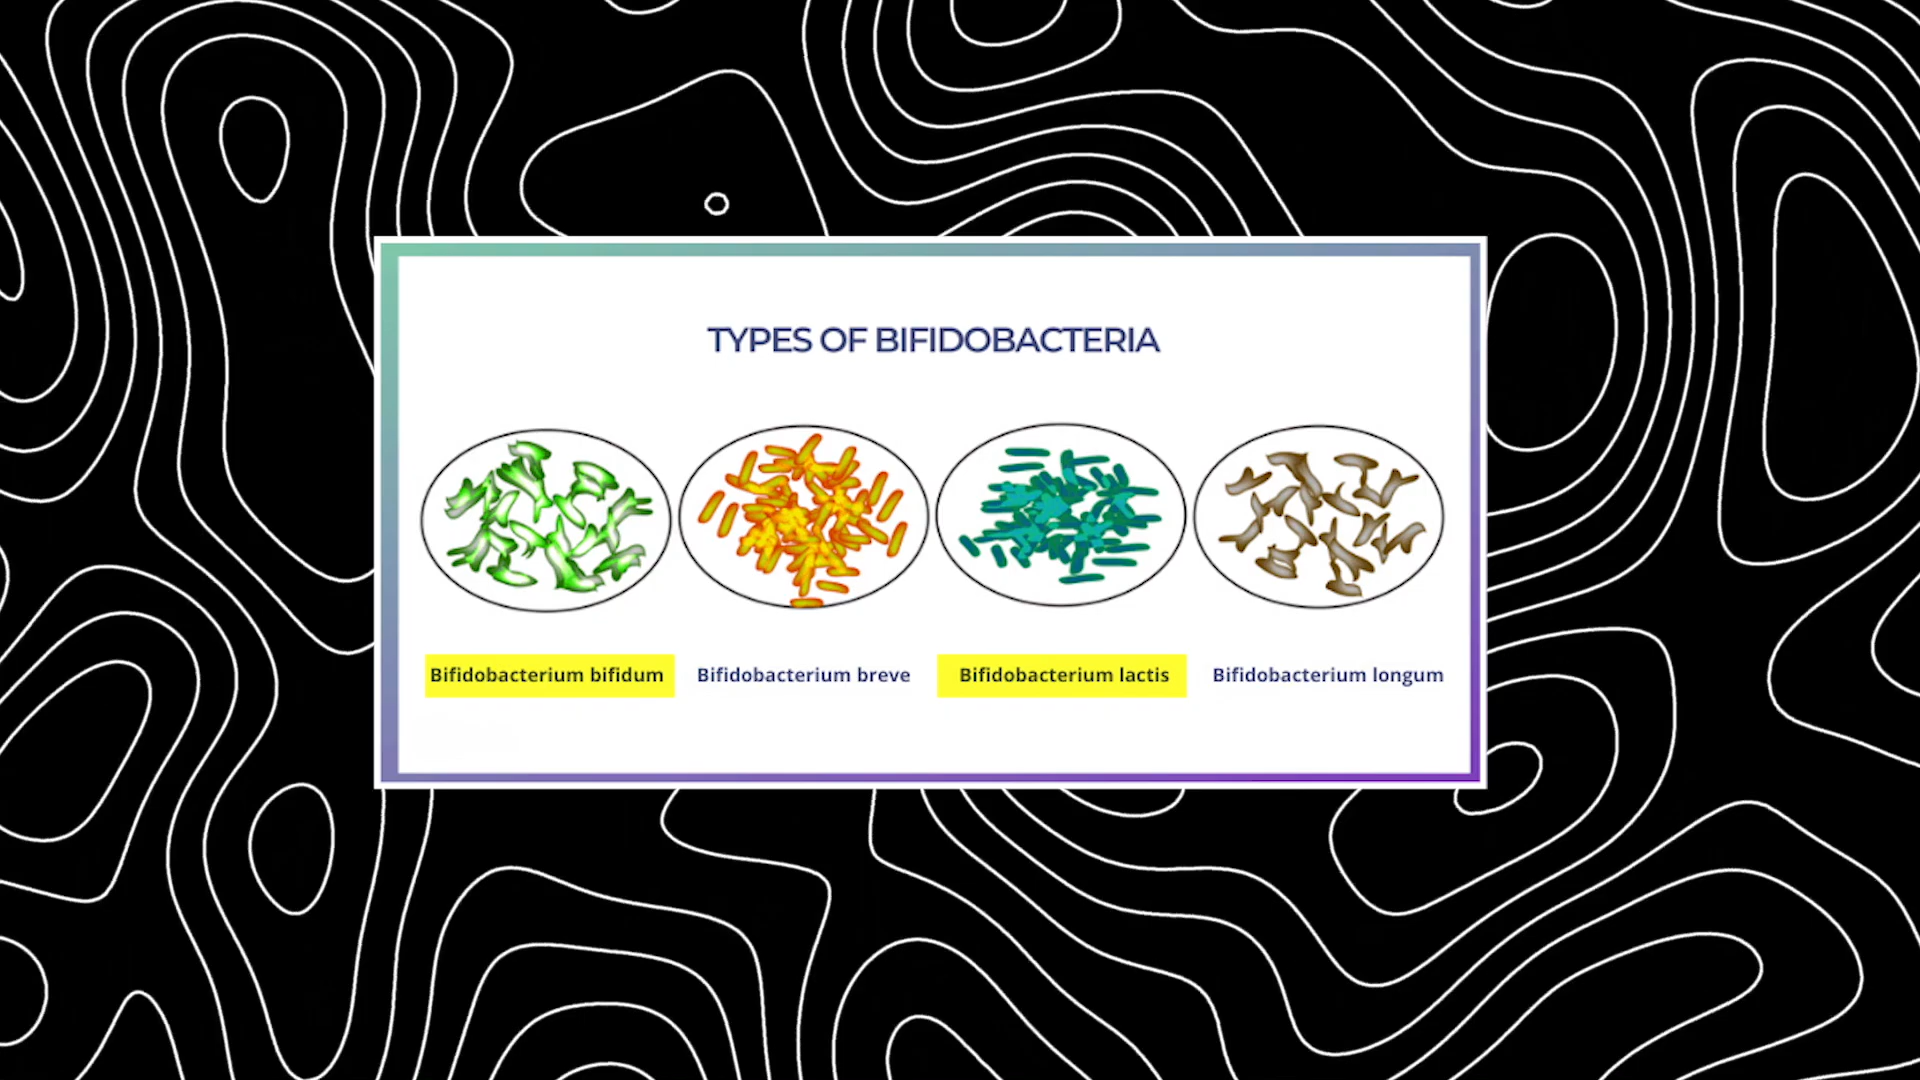 TYPES OF BIFIDOBACTERIA
Bifidobacterium bifidum
Bifidobacterium breve
Bifidobacterium lactis
Bifidobacterium longum